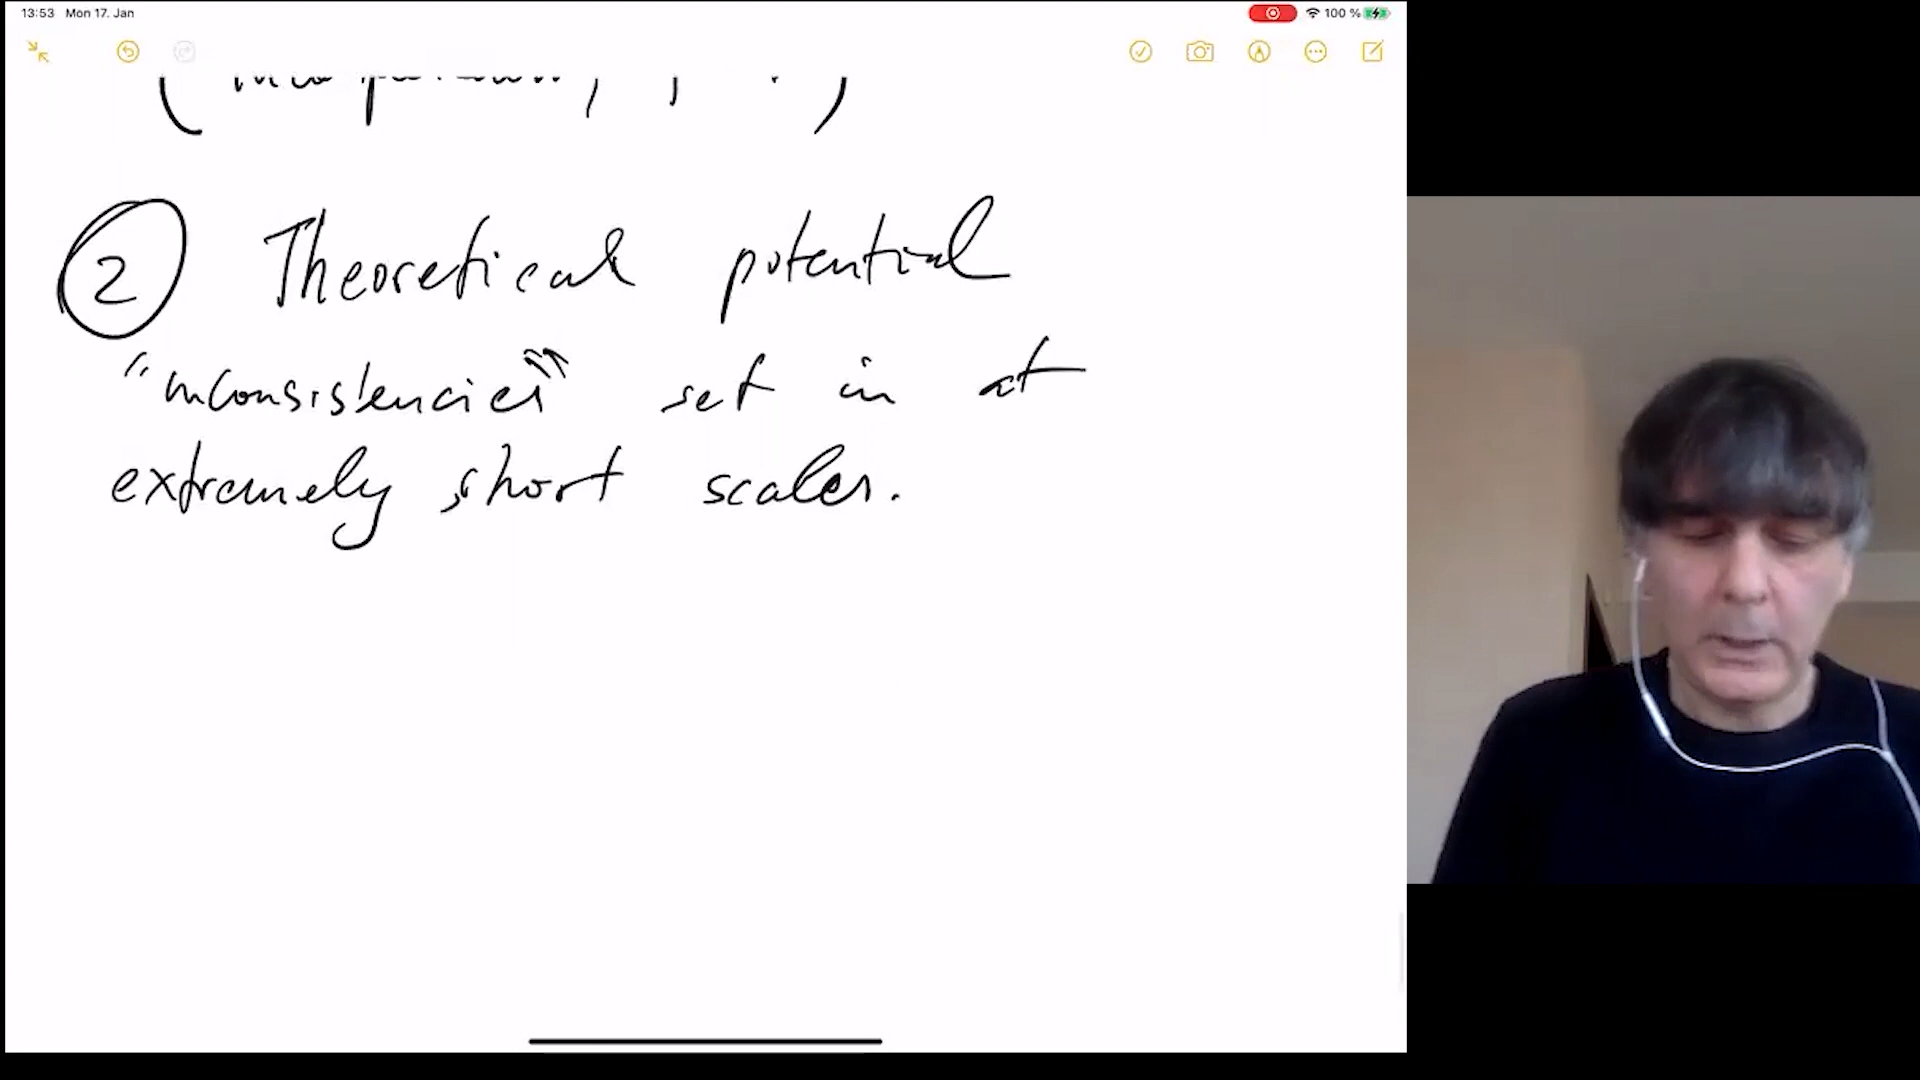 13:53 Mon 17. Jan
100 %
2 Theoretical potential
"inconsistencies" set in at
extremely short scales.